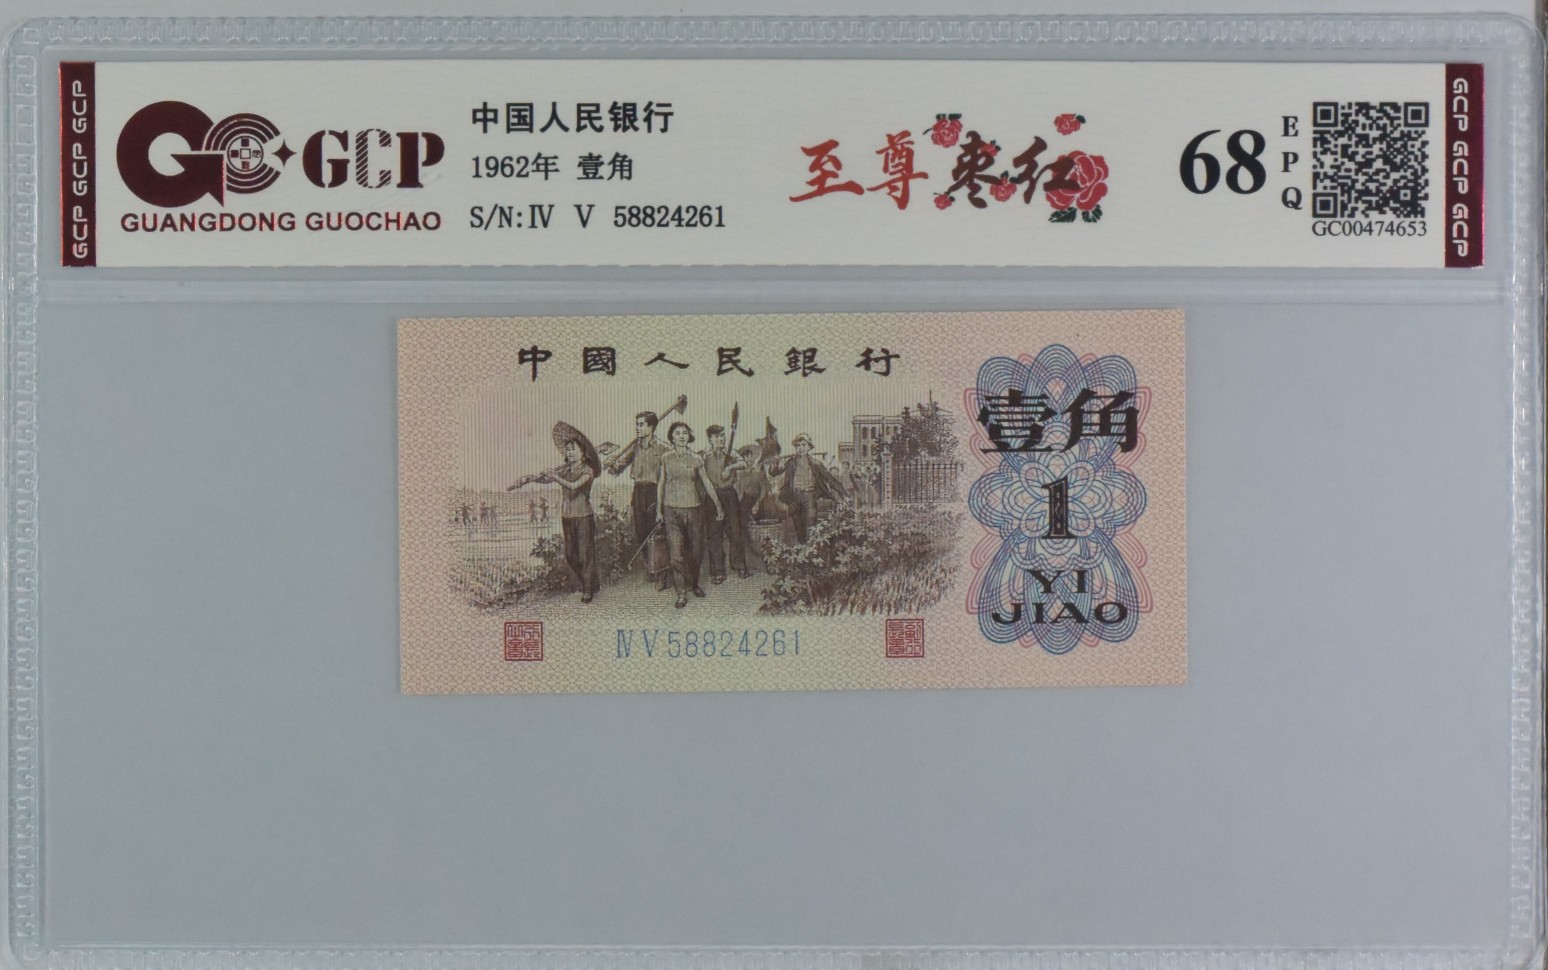 GCP GCP GCP
GCP
GUANGDONG GUOCHAO
中国人民银行
1962年 壹角
S/N:Ⅳ Ⅴ 58824261
至尊枣红
68
EPQ
GC00474653
GCP GCP GCP
中國人民銀行
壹角
1
YI
JIAO
ⅣⅤ58824261